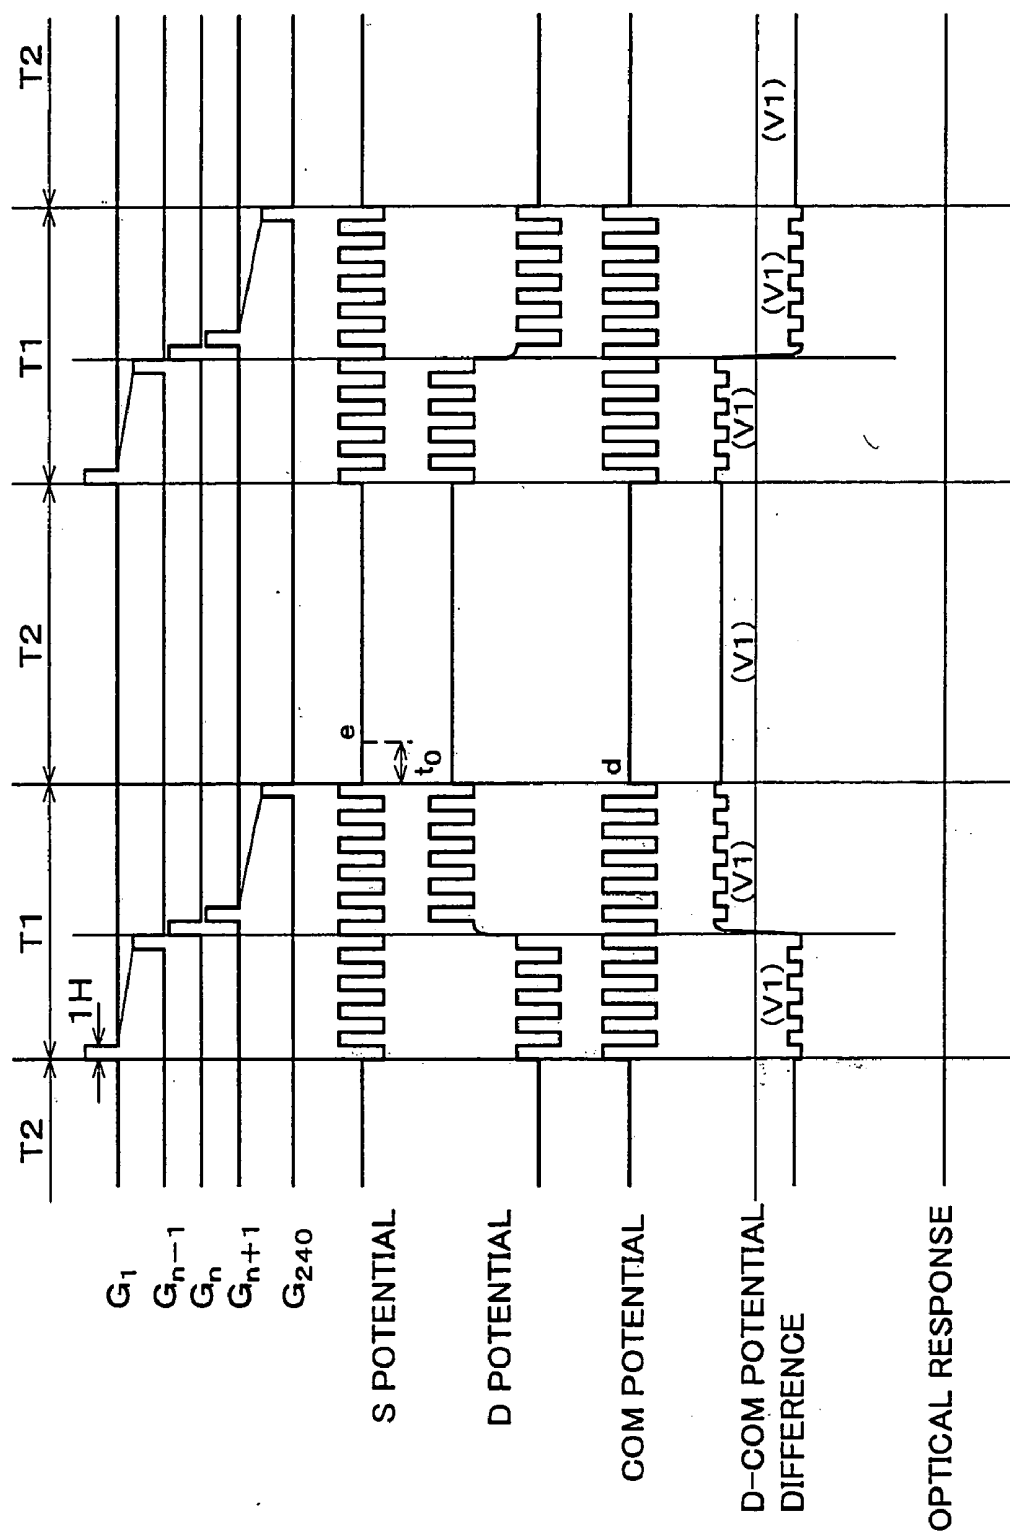 T2
T1
T2
T1
T2
1H
G1
Gn−1
Gn
Gn+1
G240
S POTENTIAL
e
t0
D POTENTIAL
COM POTENTIAL
d
D−COM POTENTIAL
DIFFERENCE
(V1)
(V1)
(V1)
(V1)
(V1)
(V1)
OPTICAL RESPONSE